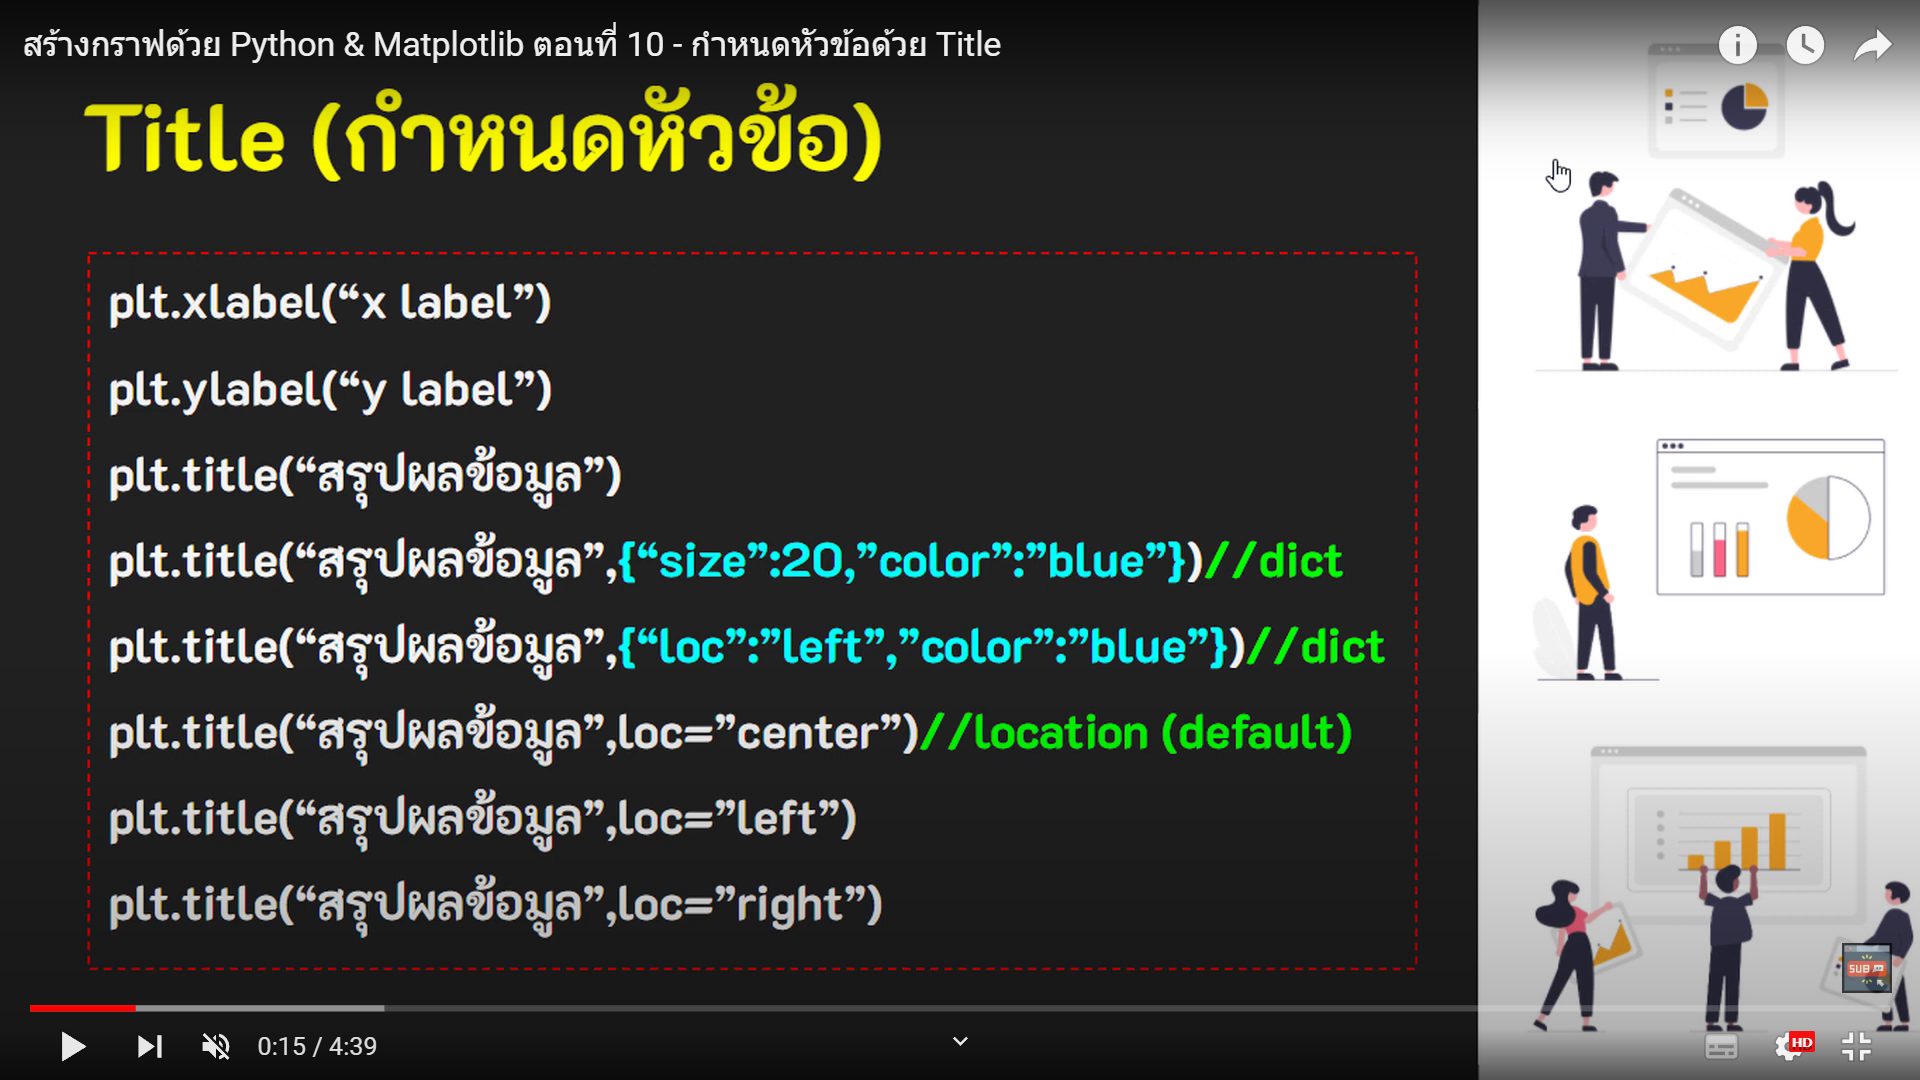 สร้างกราฟด้วย Python & Matplotlib ตอนที่ 10 - กำหนดหัวข้อด้วย Title
Title (กำหนดหัวข้อ)
plt.xlabel(“x label”)
plt.ylabel(“y label”)
plt.title(“สรุปผลข้อมูล”)
plt.title(“สรุปผลข้อมูล”,{“size”:20,”color”:”blue”})//dict
plt.title(“สรุปผลข้อมูล”,{“loc”:”left”,”color”:”blue”})//dict
plt.title(“สรุปผลข้อมูล”,loc=”center”)//location (default)
plt.title(“สรุปผลข้อมูล”,loc=”left”)
plt.title(“สรุปผลข้อมูล”,loc=”right”)
SUB
0:15 / 4:39
HD